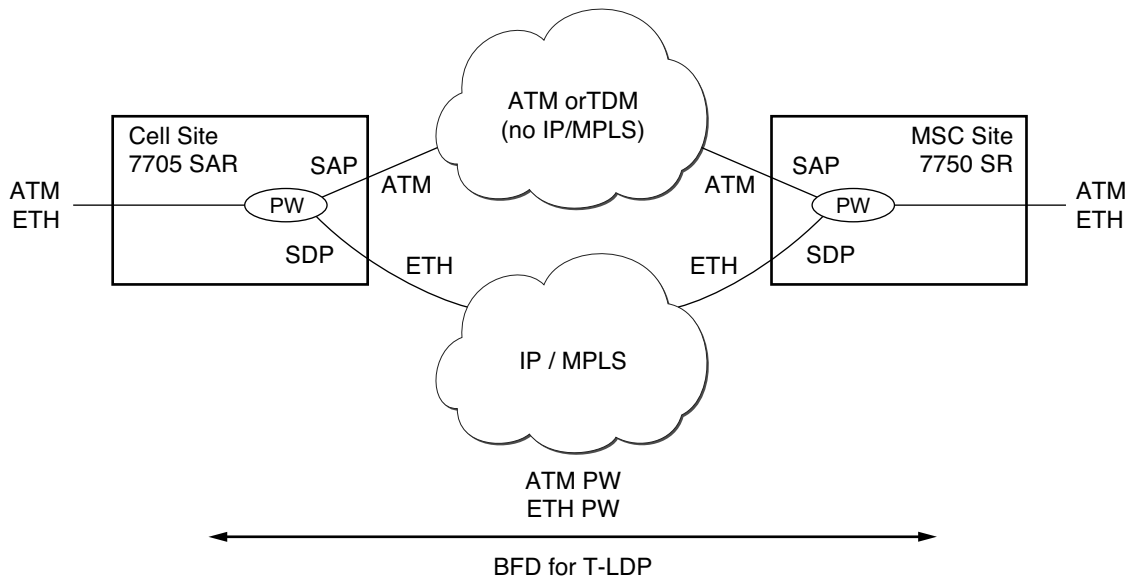 ATM orTDM
(no IP/MPLS)
Cell Site
7705 SAR
MSC Site
7750 SR
SAP
SAP
ATM
ATM
ATM
ETH
PW
PW
ATM
ETH
SDP
ETH
ETH
SDP
IP / MPLS
ATM PW
ETH PW
BFD for T-LDP